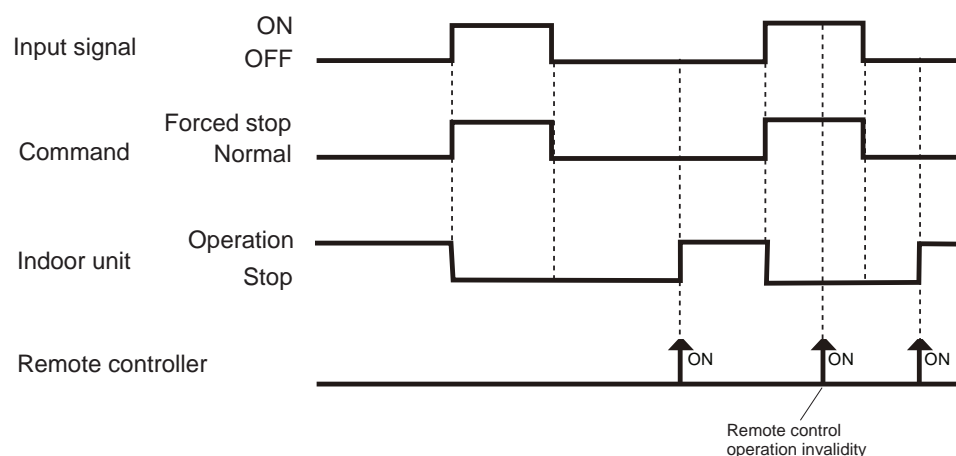 ON
Input signal
OFF
Forced stop
Command
Normal
Operation
Indoor unit
Stop
ON ON ON
Remote controller
Remote control
operation invalidity